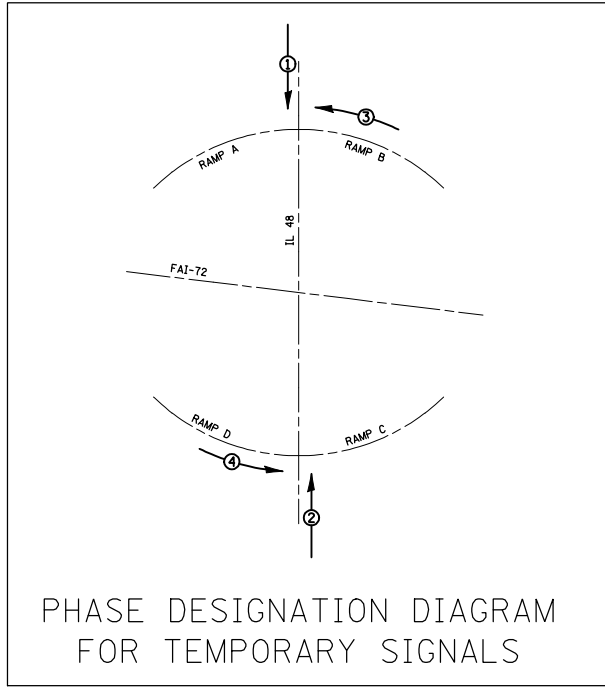 1
3
RAMP A
RAMP B
IL 48
FAI-72
RAMP D
RAMP C
4
2
PHASE DESIGNATION DIAGRAM
FOR TEMPORARY SIGNALS